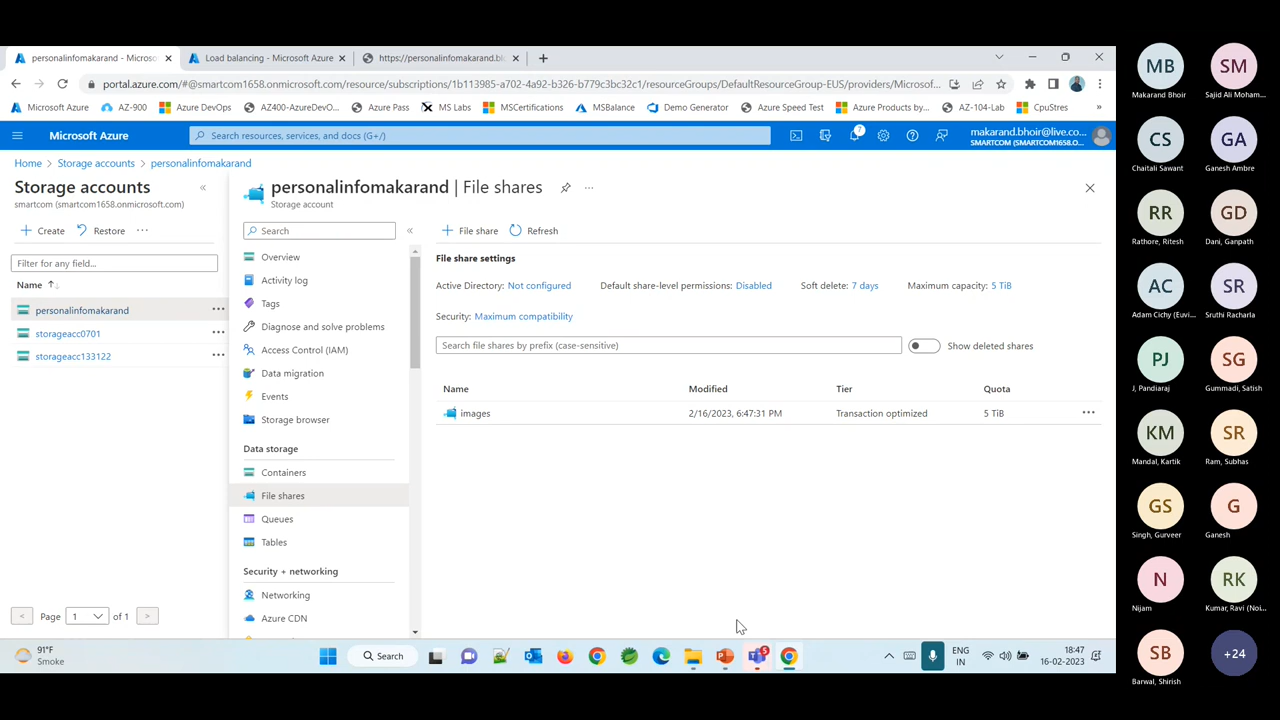 personalinfomakarand - Microso
Load balancing - Microsoft Azure
https://personalinfomakarand.bl
portal.azure.com/#@smartcom1658.onmicrosoft.com/resource/subscriptions/1b113985-a702-4a92-b326-b779c3bc32c1/resourceGroups/DefaultResourceGroup-EUS/providers/Microsof...
Microsoft Azure
AZ-900
Azure DevOps
AZ400-AzureDevO...
Azure Pass
MS Labs
MSCertifications
MSBalance
Demo Generator
Azure Speed Test
Azure Products by...
AZ-104-Lab
CpuStres
»
Microsoft Azure
Search resources, services, and docs (G+/)
7
makarand.bhoir@live.co...
SMARTCOM (SMARTCOM1658.O...
Home > Storage accounts > personalinfomakarand
Storage accounts
smartcom (smartcom1658.onmicrosoft.com)
Create
Restore
...
Filter for any field...
Name
personalinfomakarand
storageacc0701
storageacc133122
< Page 1 of 1 >
personalinfomakarand | File shares
Storage account
Search
Overview
Activity log
Tags
Diagnose and solve problems
Access Control (IAM)
Data migration
Events
Storage browser
Data storage
Containers
File shares
Queues
Tables
Security + networking
Networking
Azure CDN
File share
Refresh
File share settings
Active Directory: Not configured
Default share-level permissions: Disabled
Soft delete: 7 days
Maximum capacity: 5 TiB
Security: Maximum compatibility
Search file shares by prefix (case-sensitive)
Show deleted shares
Name Modified Tier Quota
images 2/16/2023, 6:47:31 PM Transaction optimized 5 TiB
91°F
Smoke
Search
5
ENG
IN
18:47
16-02-2023
MB
Makarand Bhoir
SM
Sajid Ali Moham...
CS
Chaitali Sawant
GA
Ganesh Ambre
RR
Rathore, Ritesh
GD
Dani, Ganpath
AC
Adam Cichy (Euvi...
SR
Sruthi Racharla
PJ
J, Pandiaraj
SG
Gummadi, Satish
KM
Mandal, Kartik
SR
Ram, Subhas
GS
Singh, Gurveer
G
Ganesh
N
Nijam
RK
Kumar, Ravi (Noi...
SB
Barwal, Shirish
+24